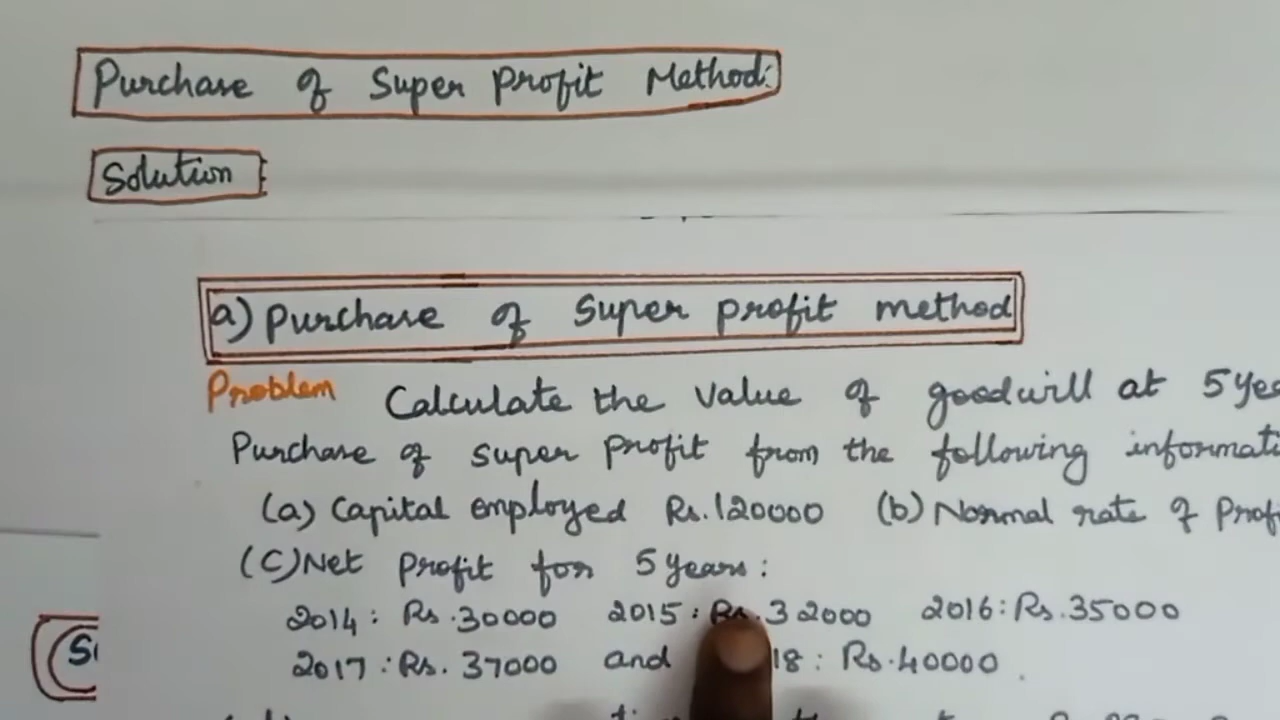 Purchase of Super Profit Method:
Solution :
a) Purchase of Super profit method
Problem Calculate the value of goodwill at 5
Purchase of super profit from the following
(a) Capital employed Rs.120000 (b) Normal rate of
(c) Net Profit for 5 years :
2014 : Rs.30000 2015 : Rs.32000 2016 : Rs.35000
2017 : Rs. 37000 and 18 : Rs.40000